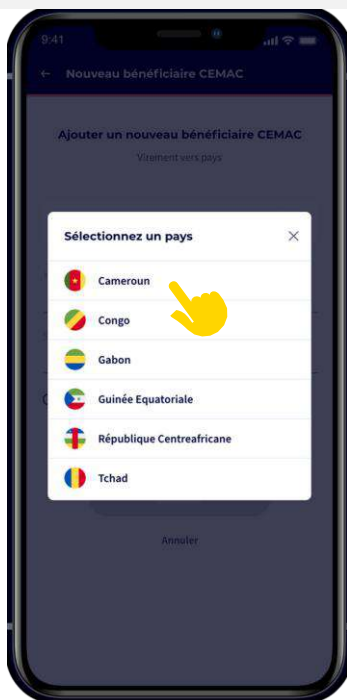 9:41
← Nouveau bénéficiaire CEMAC
Ajouter un nouveau bénéficiaire CEMAC
Virement vers pays
Sélectionnez un pays
Cameroun
Congo
Gabon
Guinée Equatoriale
République Centreafricaine
Tchad
Annuler